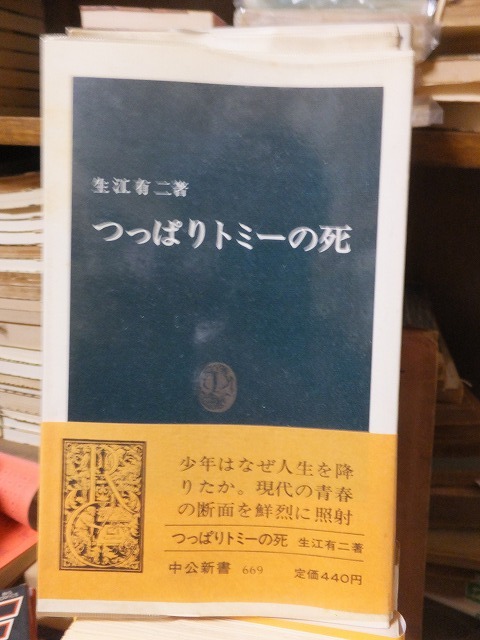 生江有二著
つっぱりトミーの死
少年はなぜ人生を降
りたか。現代の青春
の断面を鮮烈に照射
つっぱりトミーの死 生江有二著
中公新書 669 定価440円